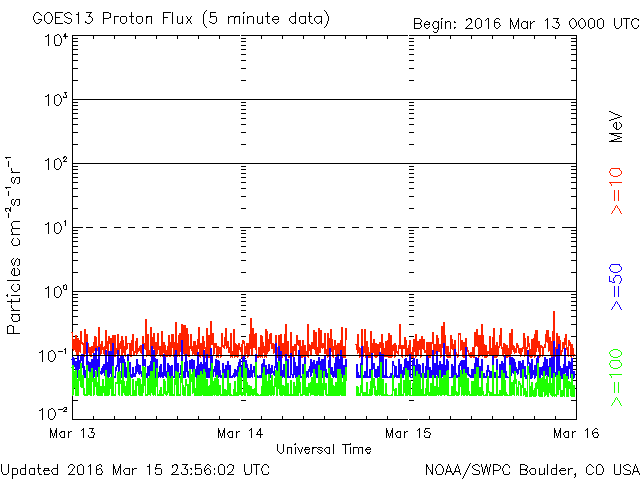 GOES13 Proton Flux (5 minute data)
Begin: 2016 Mar 13 0000 UTC
Particles cm⁻²s⁻¹sr⁻¹
10⁴
10³
10²
10¹
10⁰
10⁻¹
10⁻²
Mar 13 Mar 14 Mar 15 Mar 16
Universal Time
MeV
>=10
>=50
>=100
Updated 2016 Mar 15 23:56:02 UTC
NOAA/SWPC Boulder, CO USA